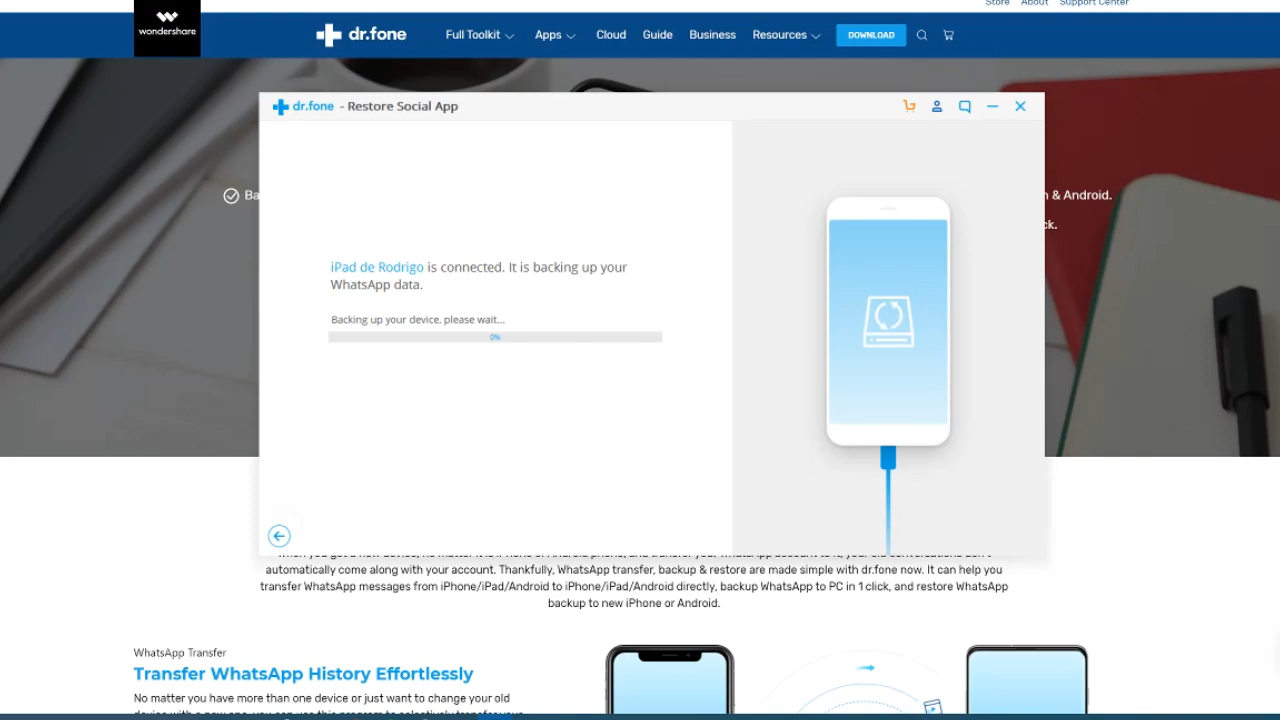 Store About Support Center
wondershare
dr.fone Full Toolkit Apps Cloud Guide Business Resources DOWNLOAD
dr.fone - Restore Social App
Ba
n & Android.
ck.
iPad de Rodrigo is connected. It is backing up your
WhatsApp data.
Backing up your device, please wait...
0%
automatically come along with your account. Thankfully, WhatsApp transfer, backup & restore are made simple with dr.fone now. It can help you
transfer WhatsApp messages from iPhone/iPad/Android to iPhone/iPad/Android directly, backup WhatsApp to PC in 1 click, and restore WhatsApp
backup to new iPhone or Android.
WhatsApp Transfer
Transfer WhatsApp History Effortlessly
No matter you have more than one device or just want to change your old